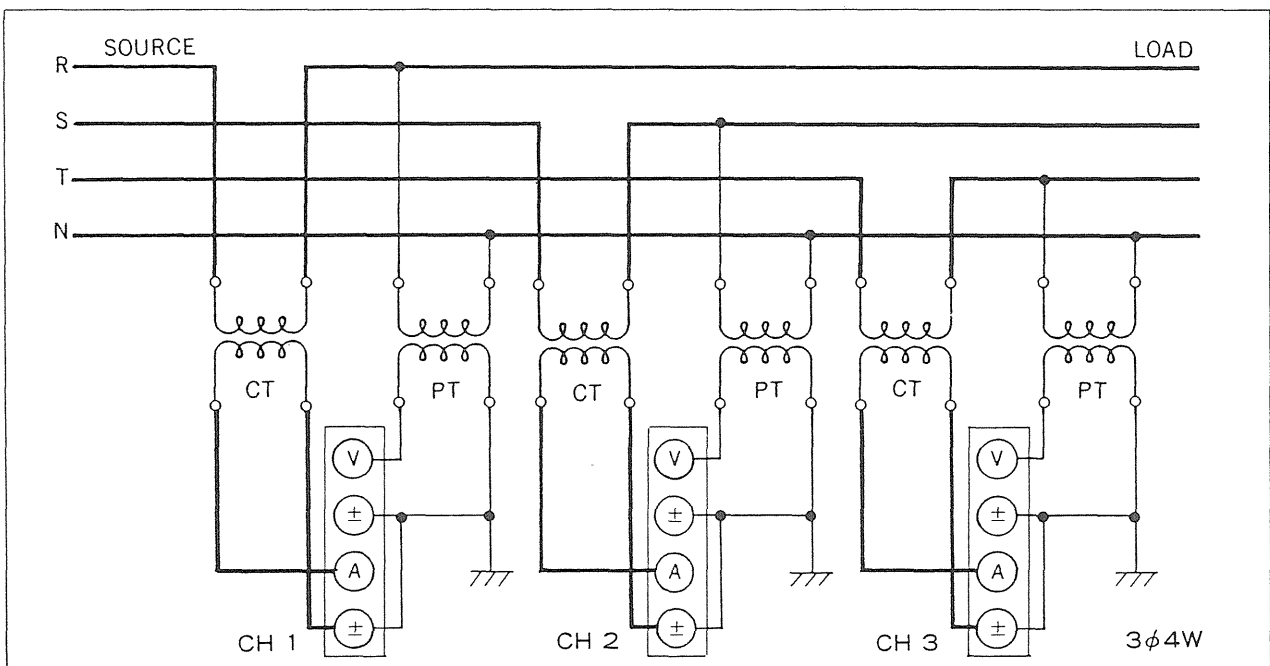 SOURCE LOAD
R
S
T
N
CT PT CT PT CT PT
V V V
± ± ±
A A A
± ± ±
CH 1 CH 2 CH 3 3φ4W